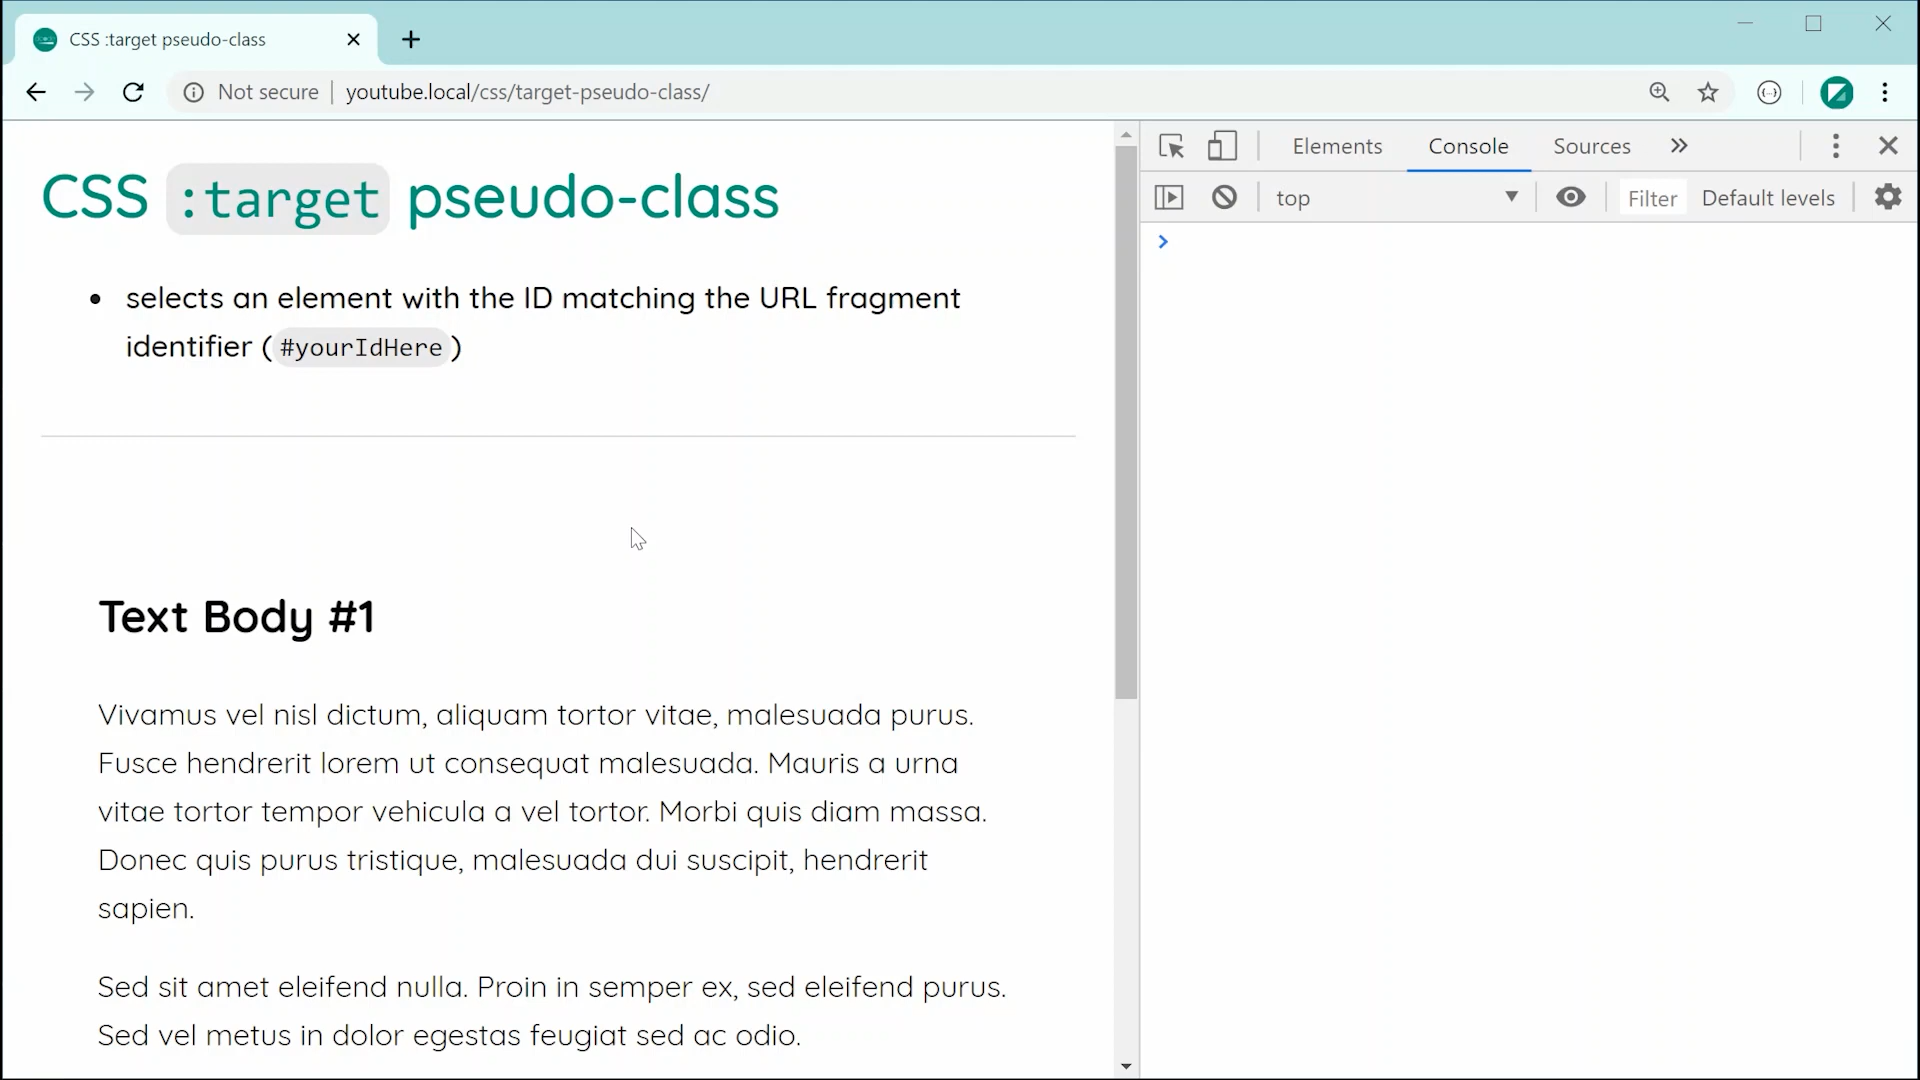 CSS :target pseudo-class
Not secure | youtube.local/css/target-pseudo-class/
Elements Console Sources »
top Filter Default levels
CSS :target pseudo-class
• selects an element with the ID matching the URL fragment
identifier (#yourIdHere)
Text Body #1
Vivamus vel nisl dictum, aliquam tortor vitae, malesuada purus.
Fusce hendrerit lorem ut consequat malesuada. Mauris a urna
vitae tortor tempor vehicula a vel tortor. Morbi quis diam massa.
Donec quis purus tristique, malesuada dui suscipit, hendrerit
sapien.
Sed sit amet eleifend nulla. Proin in semper ex, sed eleifend purus.
Sed vel metus in dolor egestas feugiat sed ac odio.